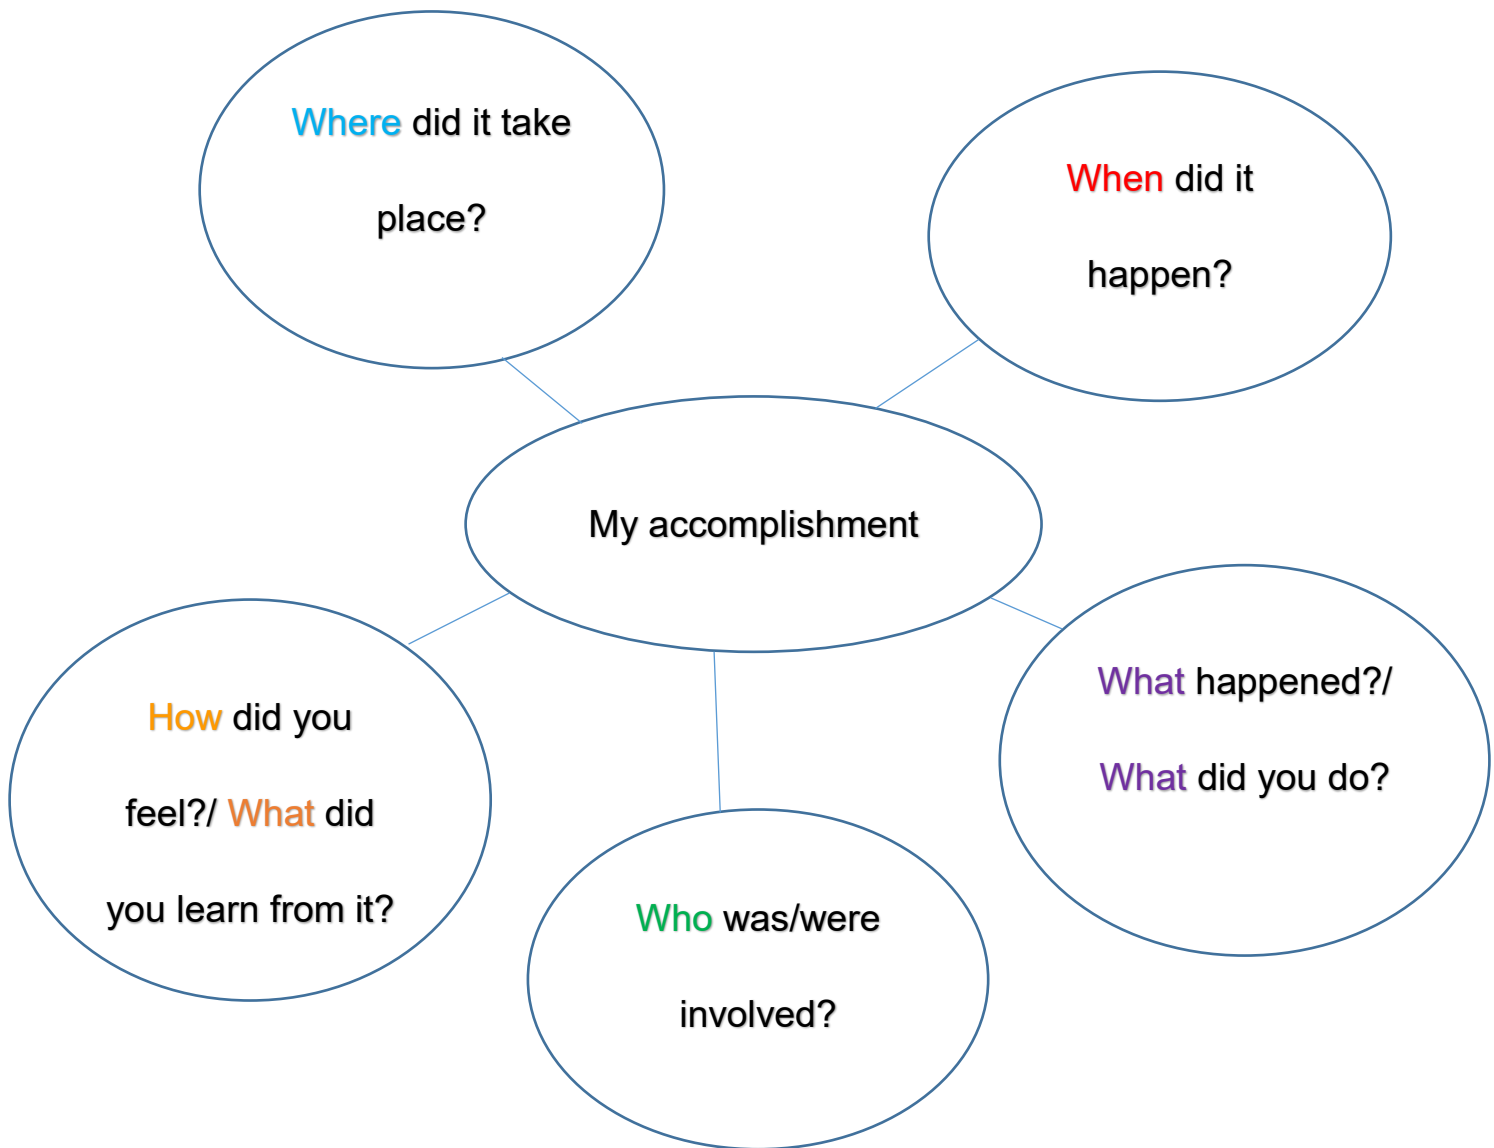 Where did it take
place?
When did it
happen?
My accomplishment
What happened?/
What did you do?
How did you
feel?/ What did
you learn from it?
Who was/were
involved?